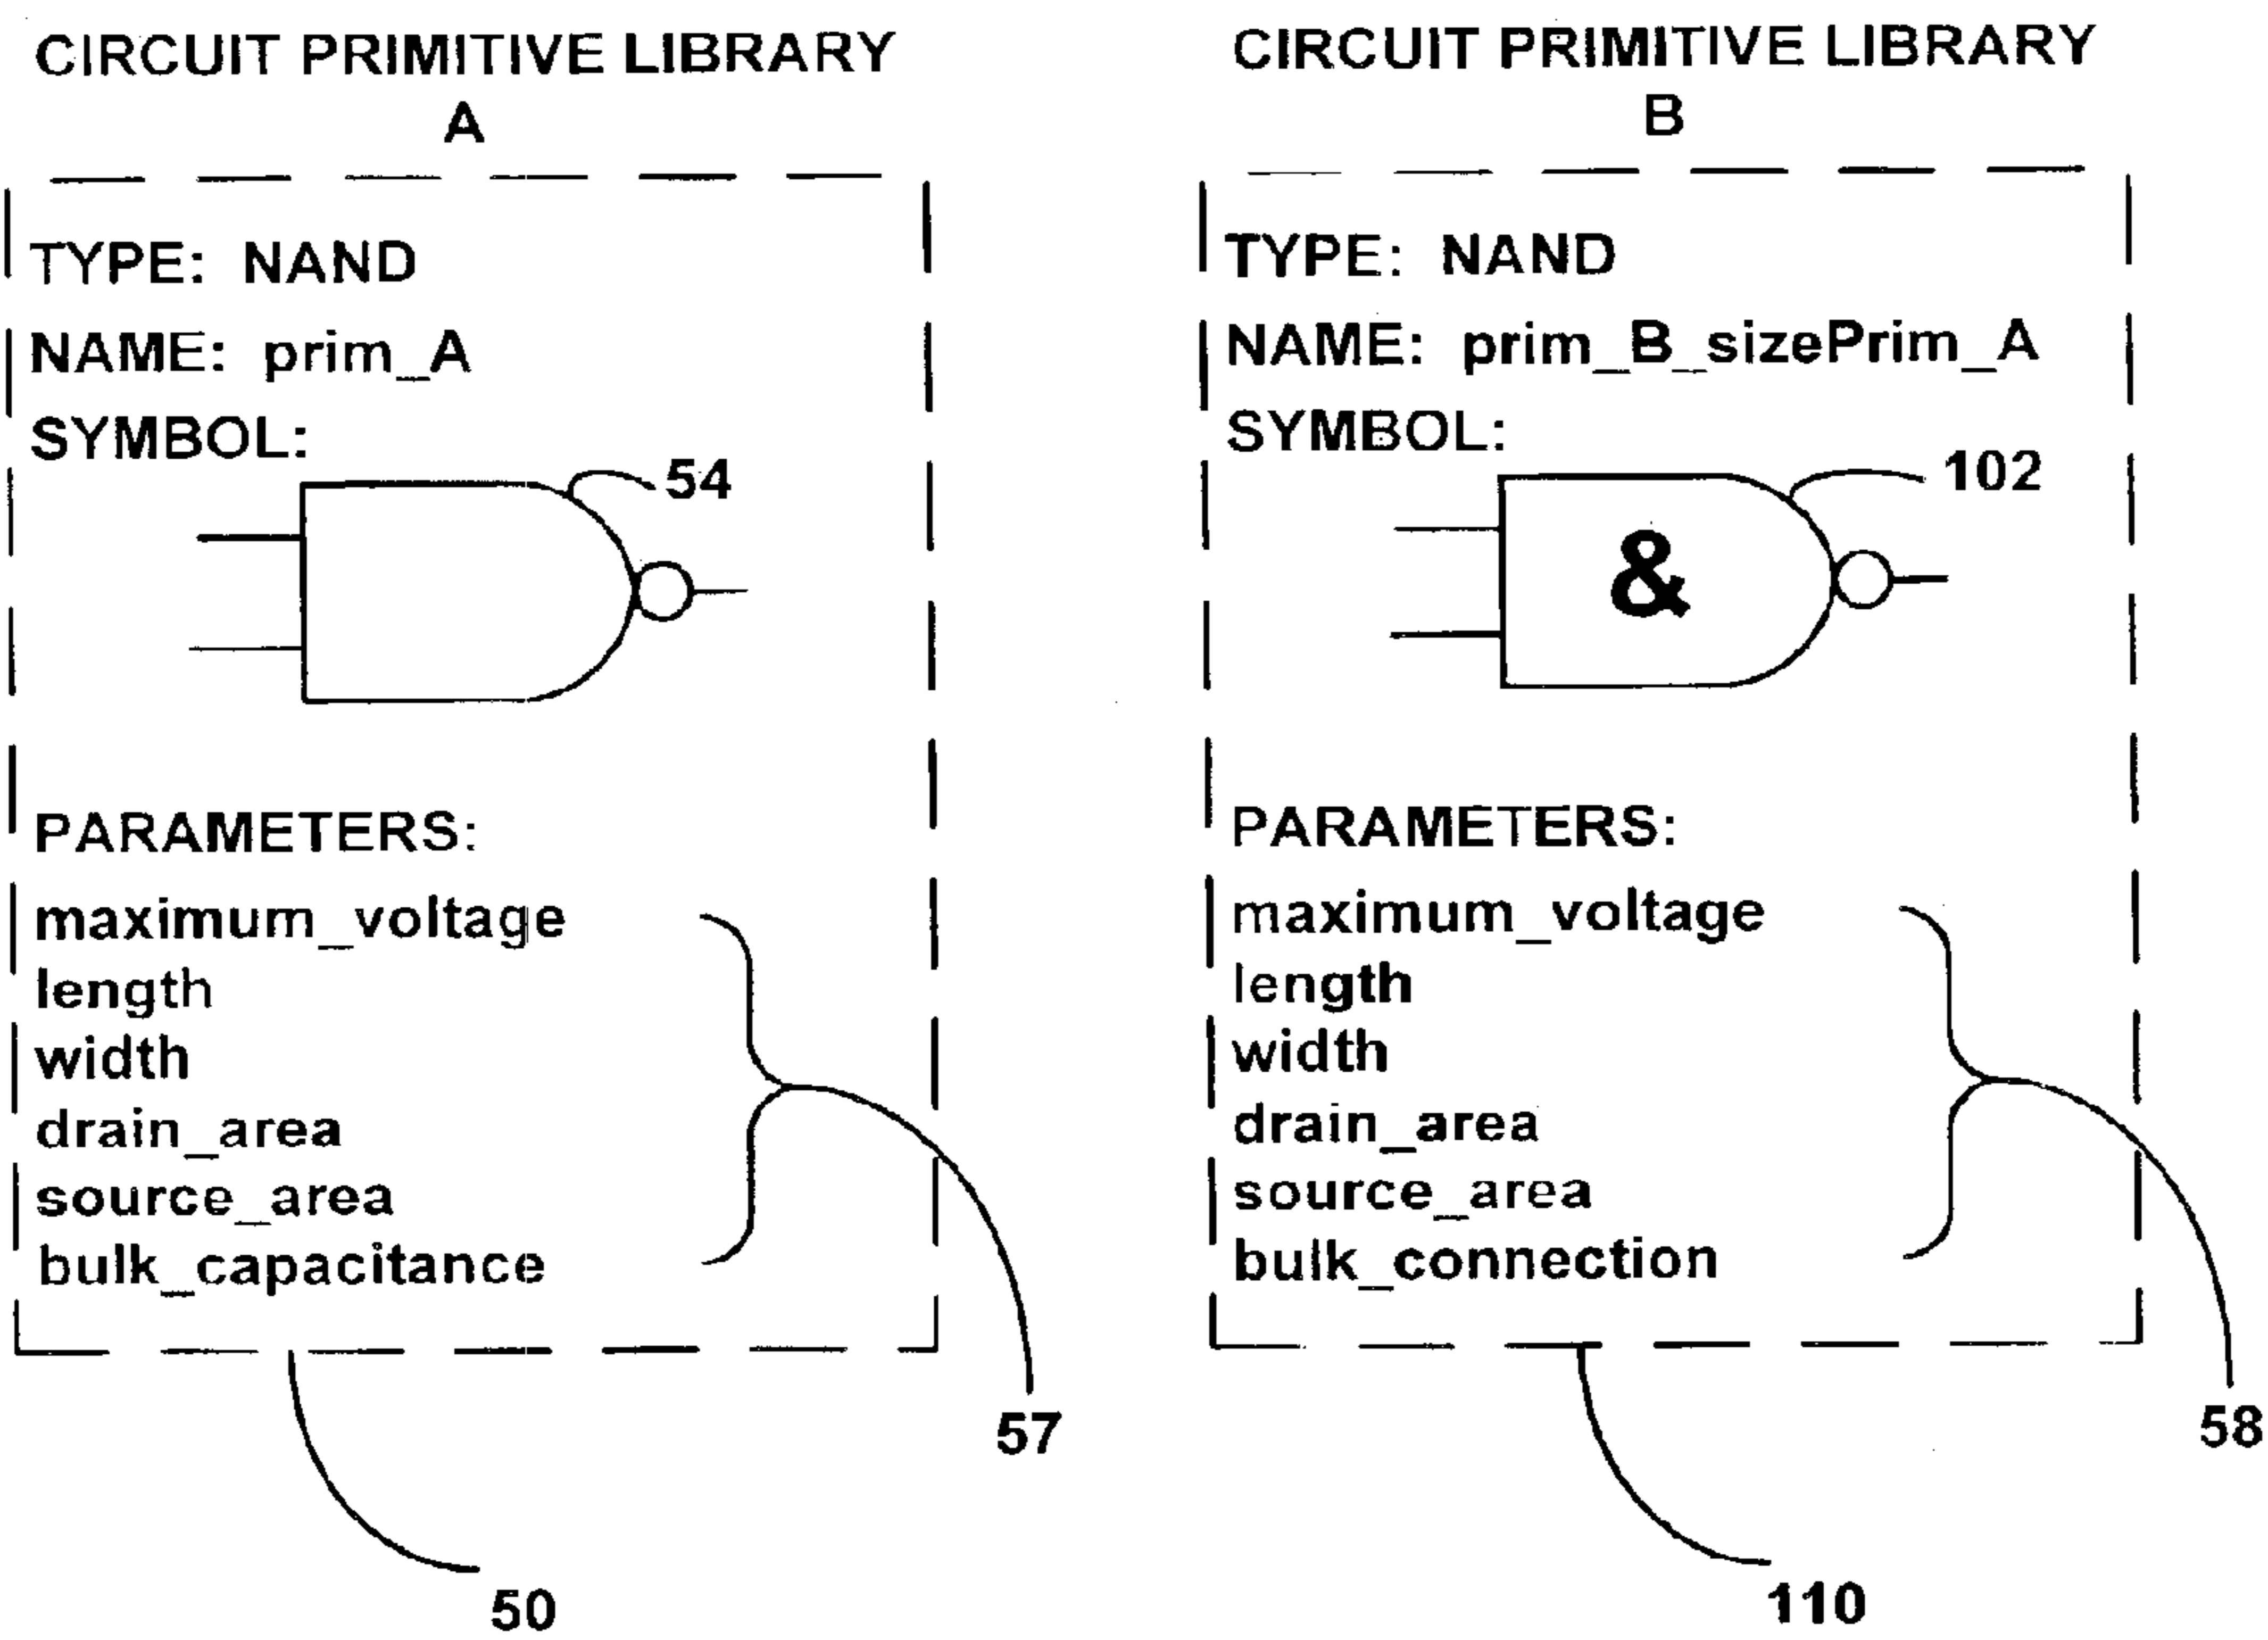 CIRCUIT PRIMITIVE LIBRARY
A
TYPE: NAND
NAME: prim_A
SYMBOL:
54
PARAMETERS:
maximum_voltage
length
width
drain_area
source_area
bulk_capacitance
57
50
CIRCUIT PRIMITIVE LIBRARY
B
TYPE: NAND
NAME: prim_B_sizePrim_A
SYMBOL:
102
&
PARAMETERS:
maximum_voltage
length
width
drain_area
source_area
bulk_connection
58
110